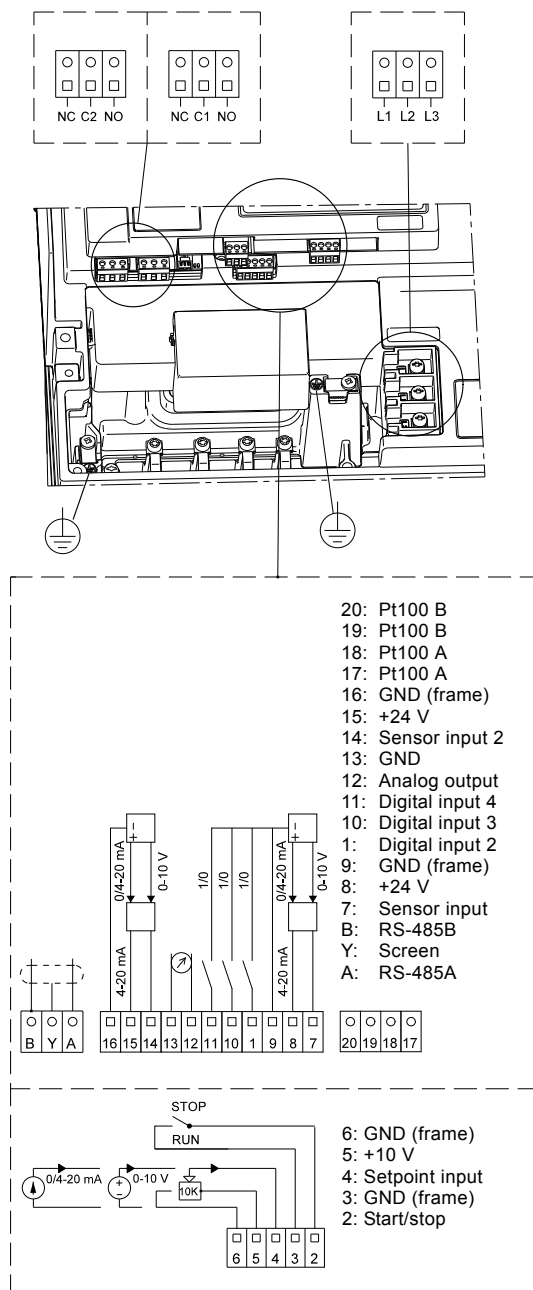 NC C2 NO
NC C1 NO
L1 L2 L3
20: Pt100 B
19: Pt100 B
18: Pt100 A
17: Pt100 A
16: GND (frame)
15: +24 V
14: Sensor input 2
13: GND
12: Analog output
11: Digital input 4
10: Digital input 3
1: Digital input 2
9: GND (frame)
8: +24 V
7: Sensor input
B: RS-485B
Y: Screen
A: RS-485A
- +
0/4-20 mA
0-10 V
4-20 mA
1/0
1/0
1/0
- +
0/4-20 mA
0-10 V
4-20 mA
B Y A
16 15 14 13 12 11 10 1 9 8 7
20 19 18 17
STOP
RUN
0/4-20 mA
+ -
0-10 V
10K
6 5 4 3 2
6: GND (frame)
5: +10 V
4: Setpoint input
3: GND (frame)
2: Start/stop